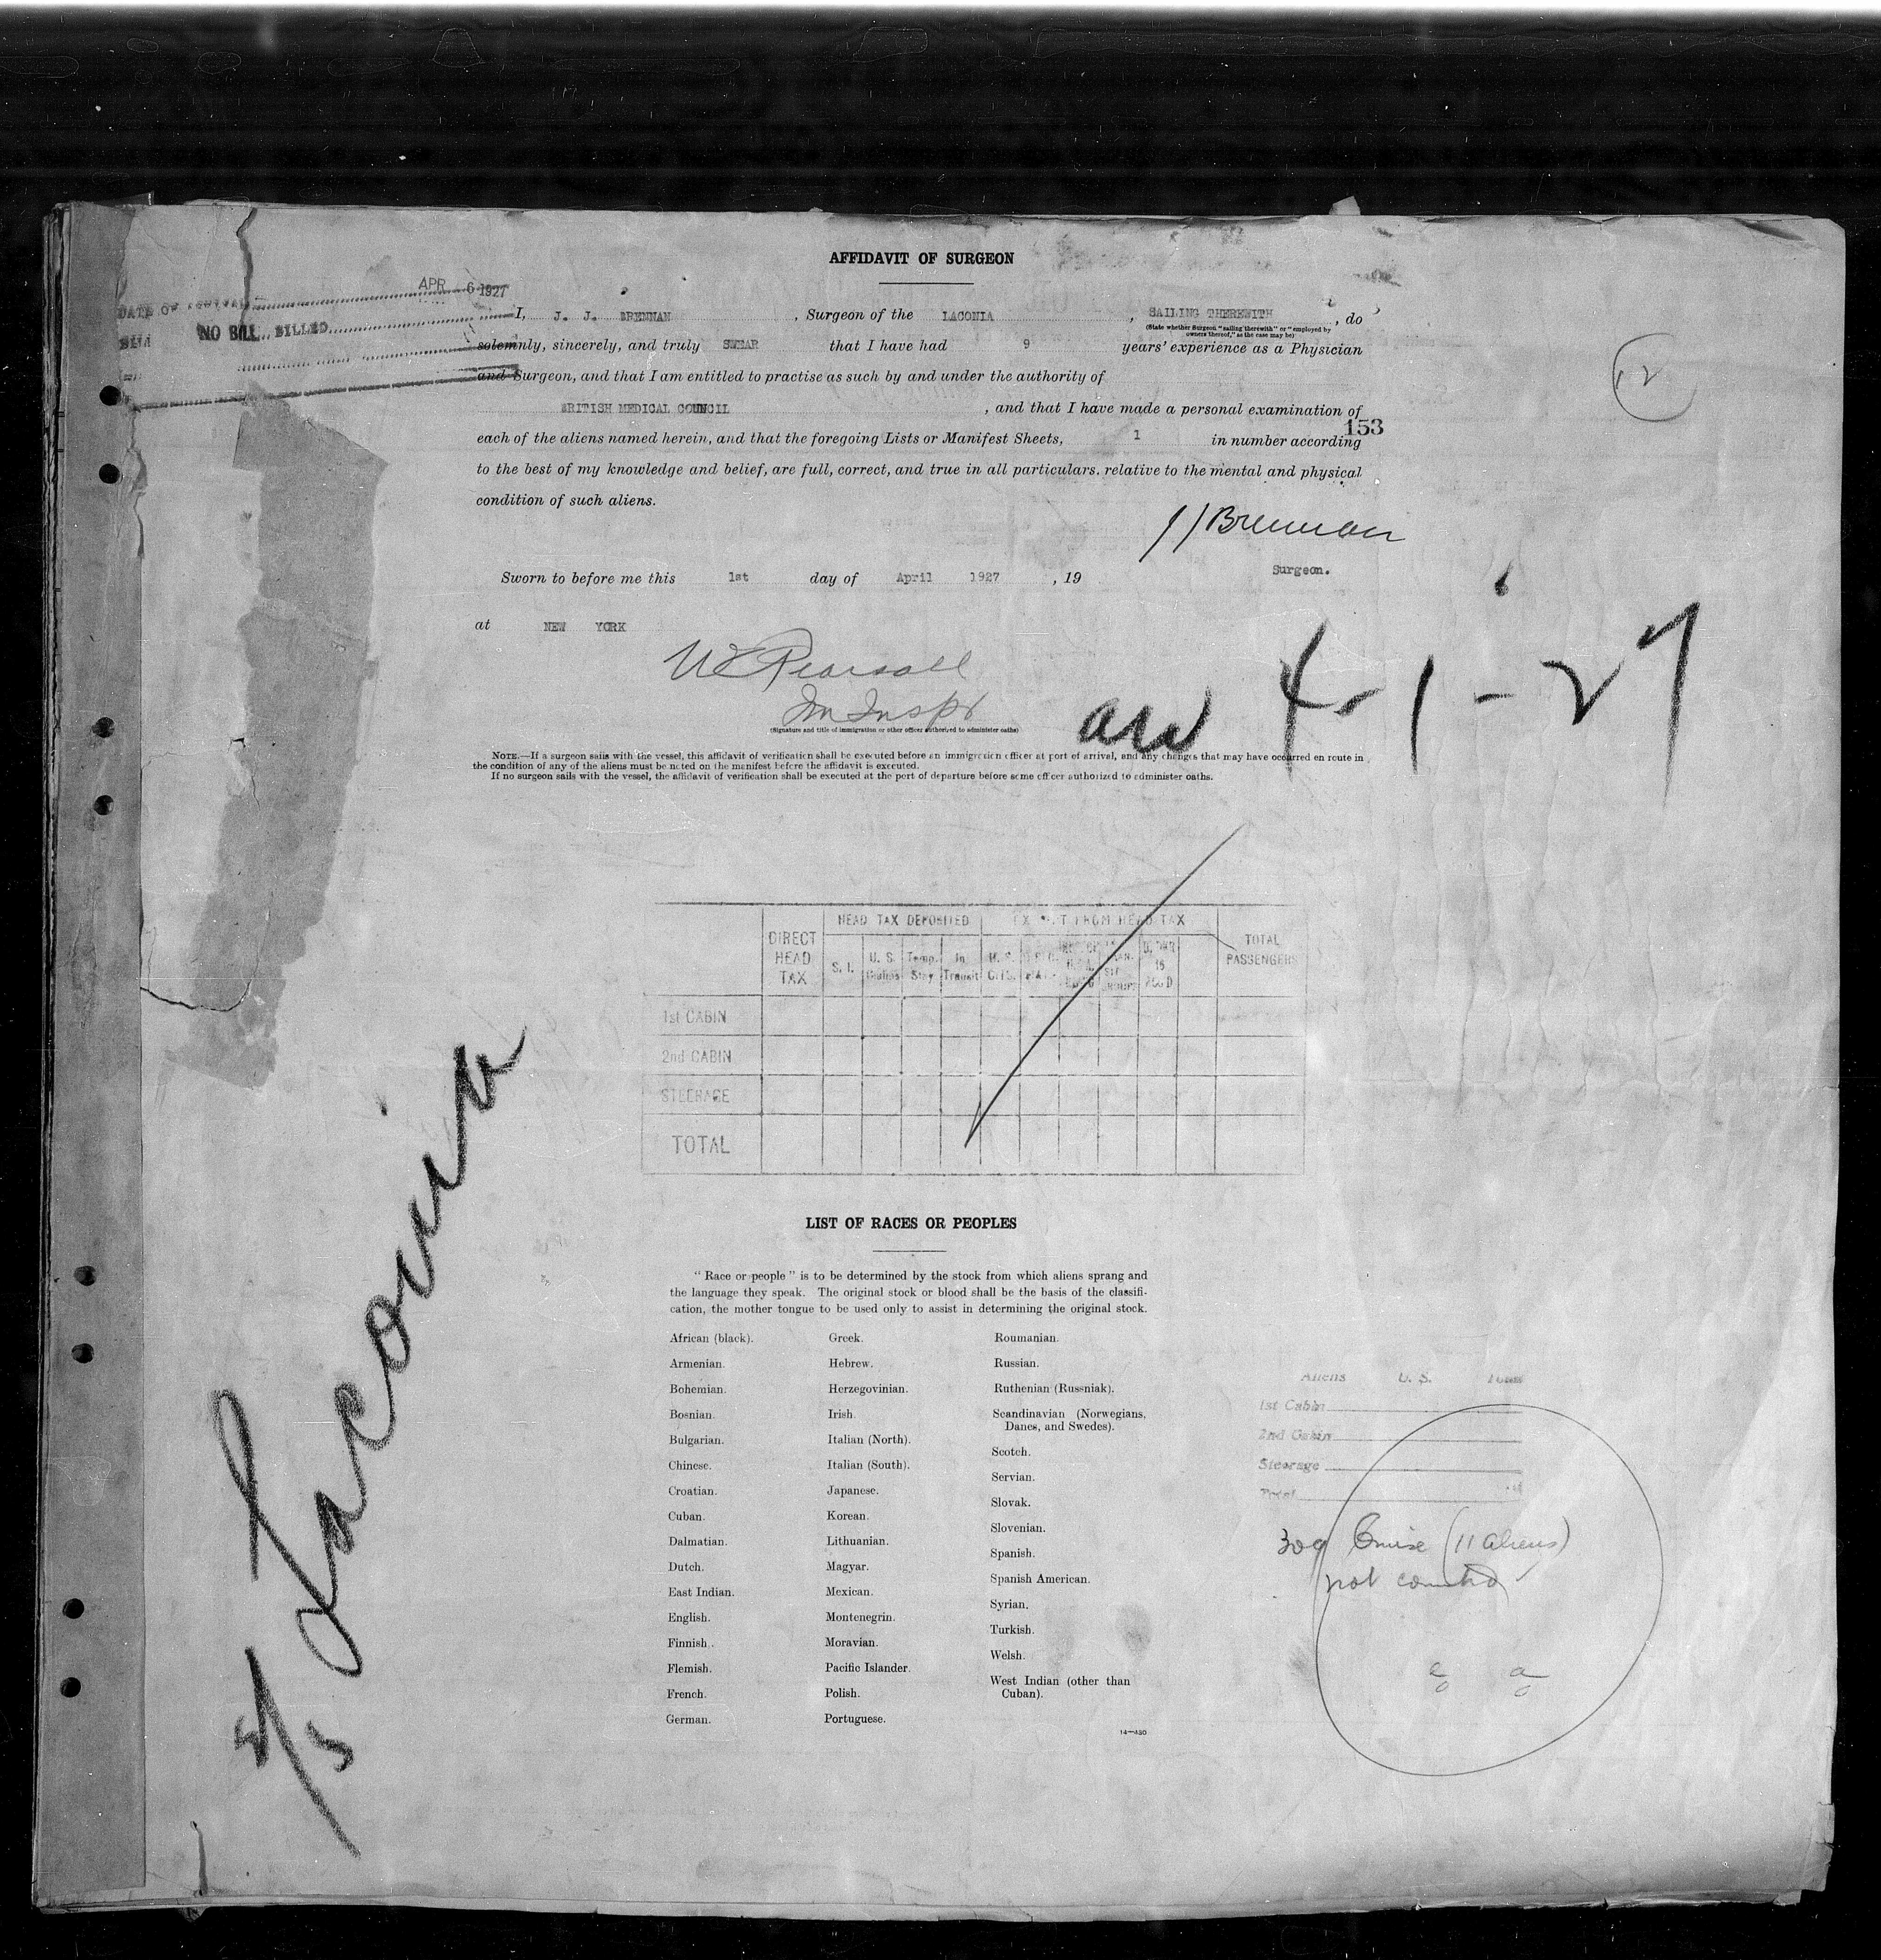 AFFIDAVIT OF SURGEON
APR 6 1927
DATE OF
NO BILL BILLED
I, J. J. BRENNAN, Surgeon of the LACONIA, SAILING THEREWITH, do
(State whether Surgeon "sailing therewith" or "employed by
owners thereof," as the case may be)
solemnly, sincerely, and truly SWEAR that I have had 9 years' experience as a Physician
and Surgeon, and that I am entitled to practise as such by and under the authority of
BRITISH MEDICAL COUNCIL, and that I have made a personal examination of
12
153
each of the aliens named herein, and that the foregoing Lists or Manifest Sheets, 1 in number according
to the best of my knowledge and belief, are full, correct, and true in all particulars. relative to the mental and physical
condition of such aliens.
JJBrennan
Surgeon.
Sworn to before me this 1st day of April 1927, 19
at NEW YORK
W E Pearsall
Im Inspr
(Signature and title of immigration or other officer authorized to administer oaths)
4-1-27
NOTE.—If a surgeon sails with the vessel, this affidavit of verification shall be executed before an immigration officer at port of arrival, and any changes that may have occurred en route in
the condition of any of the aliens must be noted on the manifest before the affidavit is executed.
If no surgeon sails with the vessel, the affidavit of verification shall be executed at the port of departure before some officer authorized to administer oaths.
HEAD TAX DEPOSITED
FROM HEAD TAX
DIRECT HEAD TAX
S. I.
U. S.
Temp. Stay
In Transit
U. S. Cit's.
TOTAL PASSENGERS
1st CABIN
2nd CABIN
STEERAGE
TOTAL
S/S Laconia
LIST OF RACES OR PEOPLES
"Race or people" is to be determined by the stock from which aliens sprang and
the language they speak. The original stock or blood shall be the basis of the classifi-
cation, the mother tongue to be used only to assist in determining the original stock.
African (black).
Armenian.
Bohemian.
Bosnian.
Bulgarian.
Chinese.
Croatian.
Cuban.
Dalmatian.
Dutch.
East Indian.
English.
Finnish.
Flemish.
French.
German.
Greek.
Hebrew.
Herzegovinian.
Irish.
Italian (North).
Italian (South).
Japanese.
Korean.
Lithuanian.
Magyar.
Mexican.
Montenegrin.
Moravian.
Pacific Islander.
Polish.
Portuguese.
Roumanian.
Russian.
Ruthenian (Russniak).
Scandinavian (Norwegians,
Danes, and Swedes).
Scotch.
Servian.
Slovak.
Slovenian.
Spanish.
Spanish American.
Syrian.
Turkish.
Welsh.
West Indian (other than
Cuban).
14—430
Aliens U. S. Total
1st Cabin
2nd Cabin
Steerage
Total
Cruise (11 aliens)
not counted